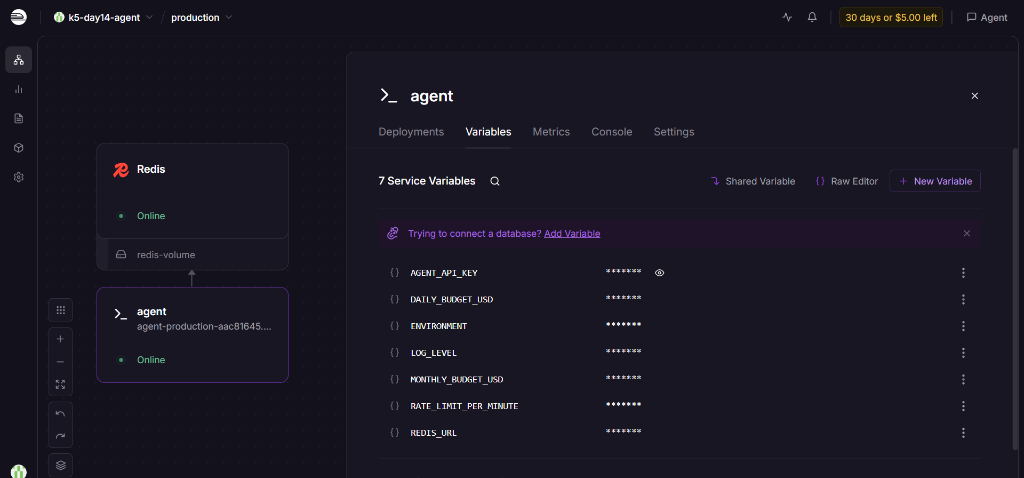 k5-day14-agent / production
30 days or $5.00 left
Agent
Redis
Online
redis-volume
agent
agent-production-aac81645....
Online
agent
Deployments Variables Metrics Console Settings
7 Service Variables
Shared Variable
{} Raw Editor
+ New Variable
Trying to connect a database? Add Variable
{} AGENT_API_KEY *******
{} DAILY_BUDGET_USD *******
{} ENVIRONMENT *******
{} LOG_LEVEL *******
{} MONTHLY_BUDGET_USD *******
{} RATE_LIMIT_PER_MINUTE *******
{} REDIS_URL *******